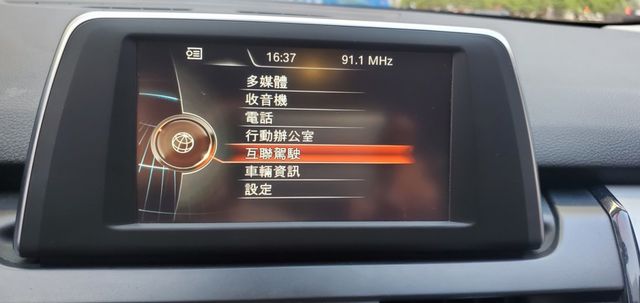 16:37 91.1 MHz
多媒體
收音機
電話
行動辦公室
互聯駕駛
車輛資訊
設定